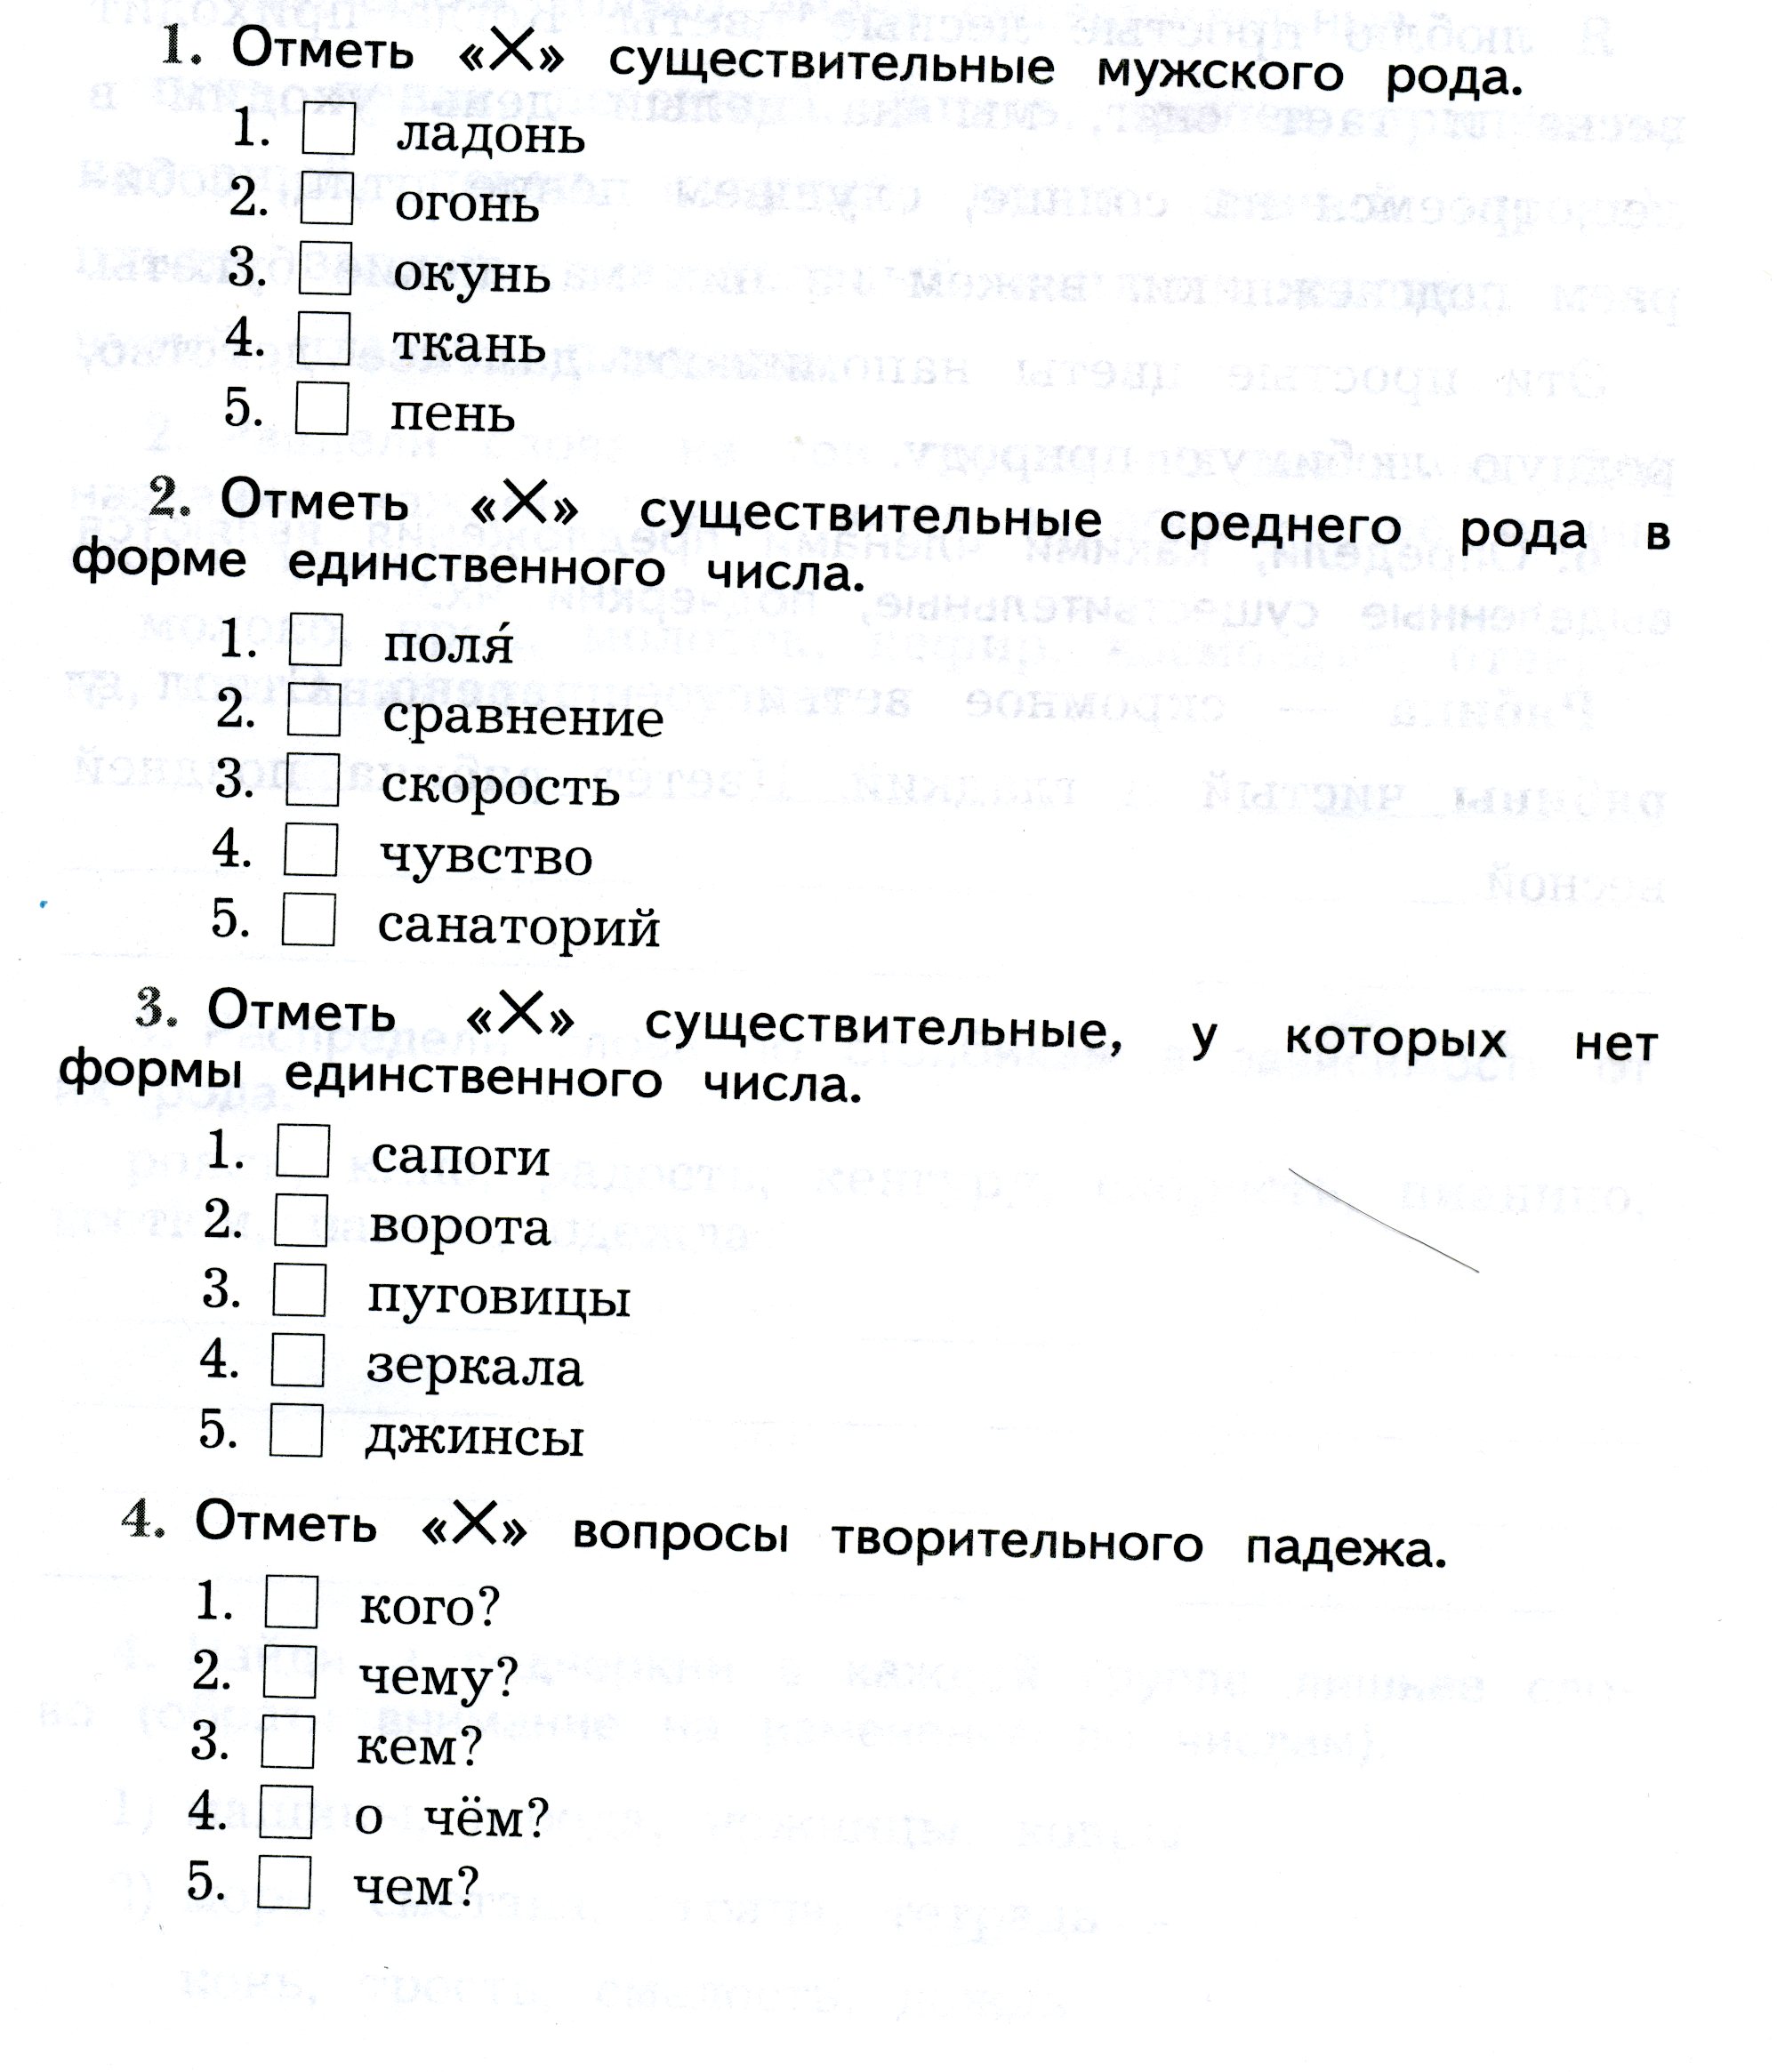 1. Отметь «X» существительные мужского рода.
1. ладонь
2. огонь
3. окунь
4. ткань
5. пень
2. Отметь «X» существительные среднего рода в
форме единственного числа.
1. поля́
2. сравнение
3. скорость
4. чувство
5. санаторий
3. Отметь «X» существительные, у которых нет
формы единственного числа.
1. сапоги
2. ворота
3. пуговицы
4. зеркала
5. джинсы
4. Отметь «X» вопросы творительного падежа.
1. кого?
2. чему?
3. кем?
4. о чём?
5. чем?